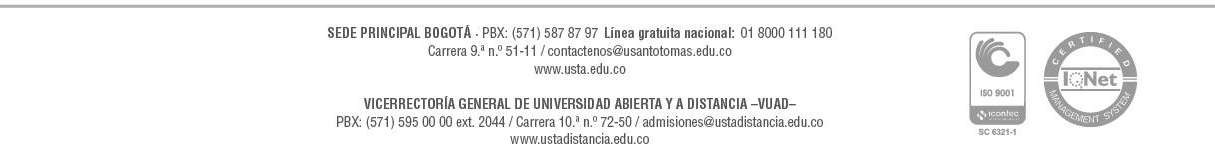 SEDE PRINCIPAL BOGOTÁ · PBX: (571) 587 87 97 Línea gratuita nacional: 01 8000 111 180
Carrera 9.ª n.º 51-11 / contactenos@usantotomas.edu.co
www.usta.edu.co
VICERRECTORÍA GENERAL DE UNIVERSIDAD ABIERTA Y A DISTANCIA –VUAD–
PBX: (571) 595 00 00 ext. 2044 / Carrera 10.ª n.º 72-50 / admisiones@ustadistancia.edu.co
www.ustadistancia.edu.co
ISO 9001
icontec
SC 6321-1
CERTIFIED
IQNet
MANAGEMENT SYSTEM